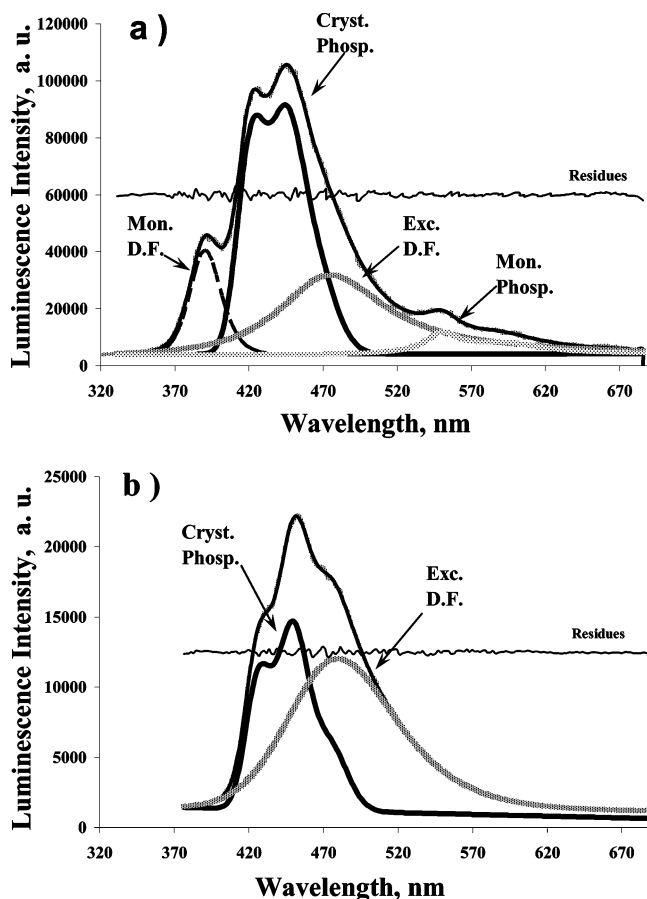 a )
Cryst.
Phosp.
Luminescence Intensity, a. u.
120000
100000
80000
60000
40000
20000
0
Residues
Mon.
D.F.
Exc.
D.F.
Mon.
Phosp.
320 370 420 470 520 570 620 670
Wavelength, nm
b )
Luminescence Intensity, a. u.
25000
20000
15000
10000
5000
0
Cryst.
Phosp.
Exc.
D.F.
Residues
320 370 420 470 520 570 620 670
Wavelength, nm